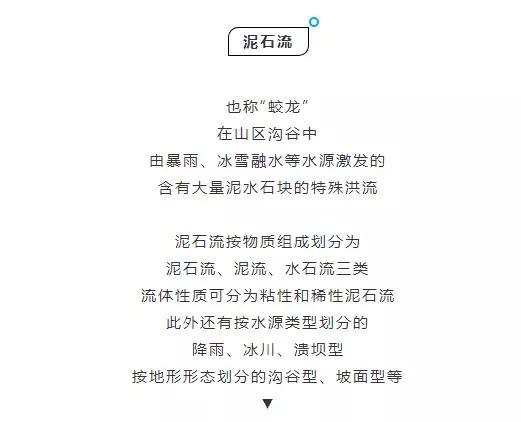 泥石流
也称“蛟龙”
在山区沟谷中
由暴雨、冰雪融水等水源激发的
含有大量泥水石块的特殊洪流
泥石流按物质组成划分为
泥石流、泥流、水石流三类
流体性质可分为粘性和稀性泥石流
此外还有按水源类型划分的
降雨、冰川、溃坝型
按地形形态划分的沟谷型、坡面型等